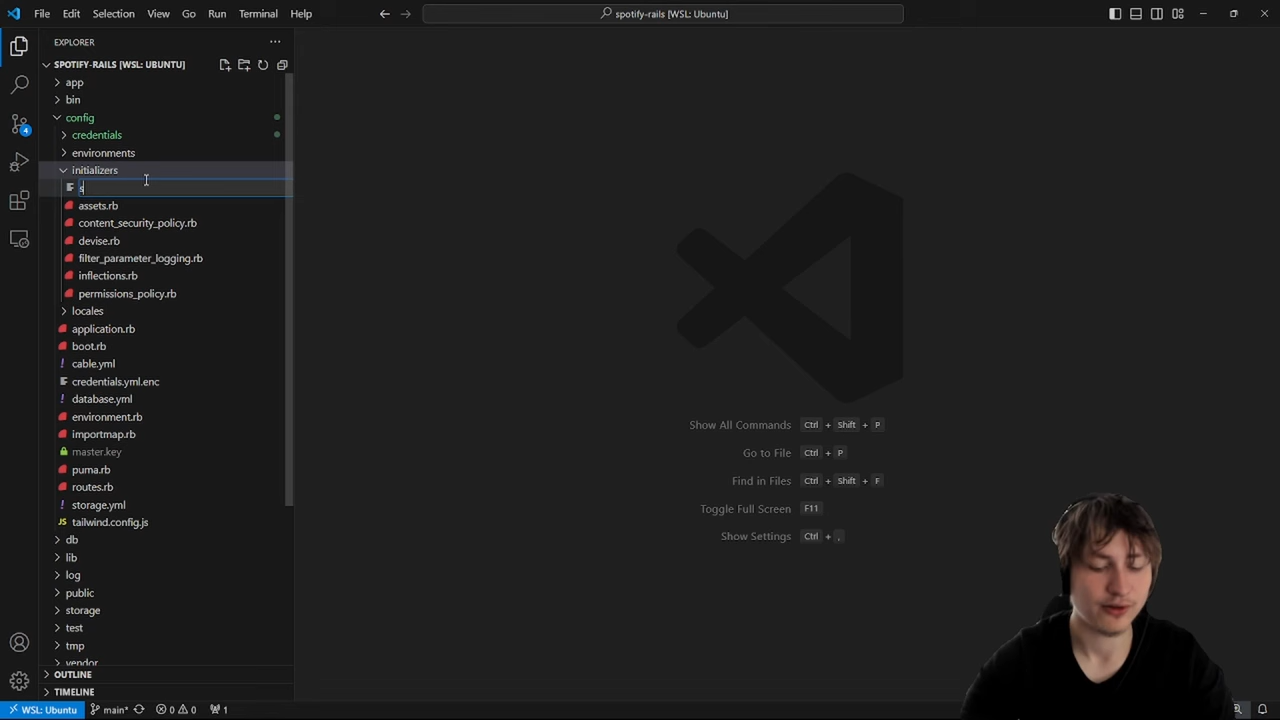 File Edit Selection View Go Run Terminal Help
spotify-rails [WSL: Ubuntu]
EXPLORER
SPOTIFY-RAILS [WSL: UBUNTU]
app
bin
config
credentials
environments
initializers
s
assets.rb
content_security_policy.rb
devise.rb
filter_parameter_logging.rb
inflections.rb
permissions_policy.rb
locales
application.rb
boot.rb
cable.yml
credentials.yml.enc
database.yml
environment.rb
importmap.rb
master.key
puma.rb
routes.rb
storage.yml
tailwind.config.js
db
lib
log
public
storage
test
tmp
vendor
OUTLINE
TIMELINE
4
Show All Commands Ctrl + Shift + P
Go to File Ctrl + P
Find in Files Ctrl + Shift + F
Toggle Full Screen F11
Show Settings Ctrl + ,
WSL: Ubuntu main* 0 0 1